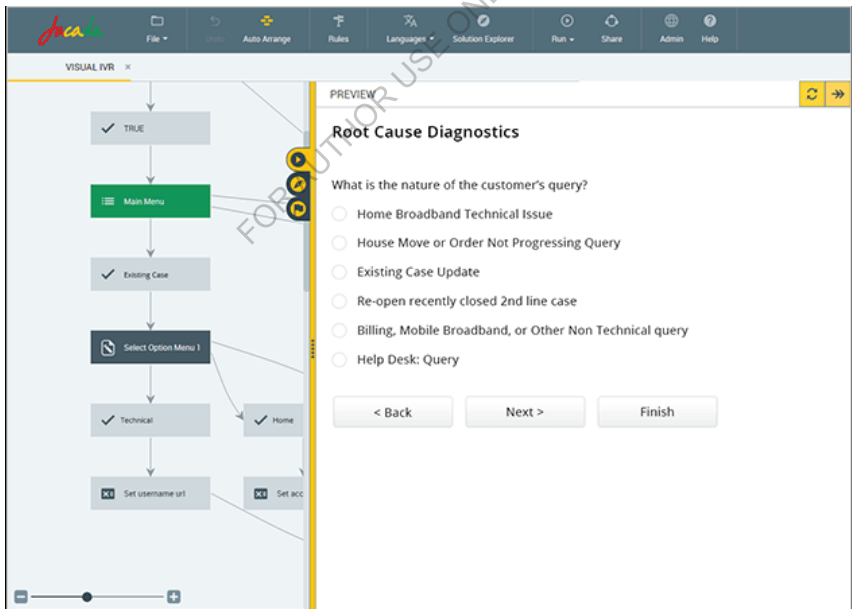 Jacada
File
Undo
Auto Arrange
Rules
Languages
Solution Explorer
Run
Share
Admin
Help
VISUAL IVR ×
TRUE
Main Menu
Existing Case
Select Option Menu 1
Technical
Home
Set username url
Set acc
PREVIEW
Root Cause Diagnostics
What is the nature of the customer's query?
Home Broadband Technical Issue
House Move or Order Not Progressing Query
Existing Case Update
Re-open recently closed 2nd line case
Billing, Mobile Broadband, or Other Non Technical query
Help Desk: Query
< Back
Next >
Finish
FOR AUTHOR USE ONL